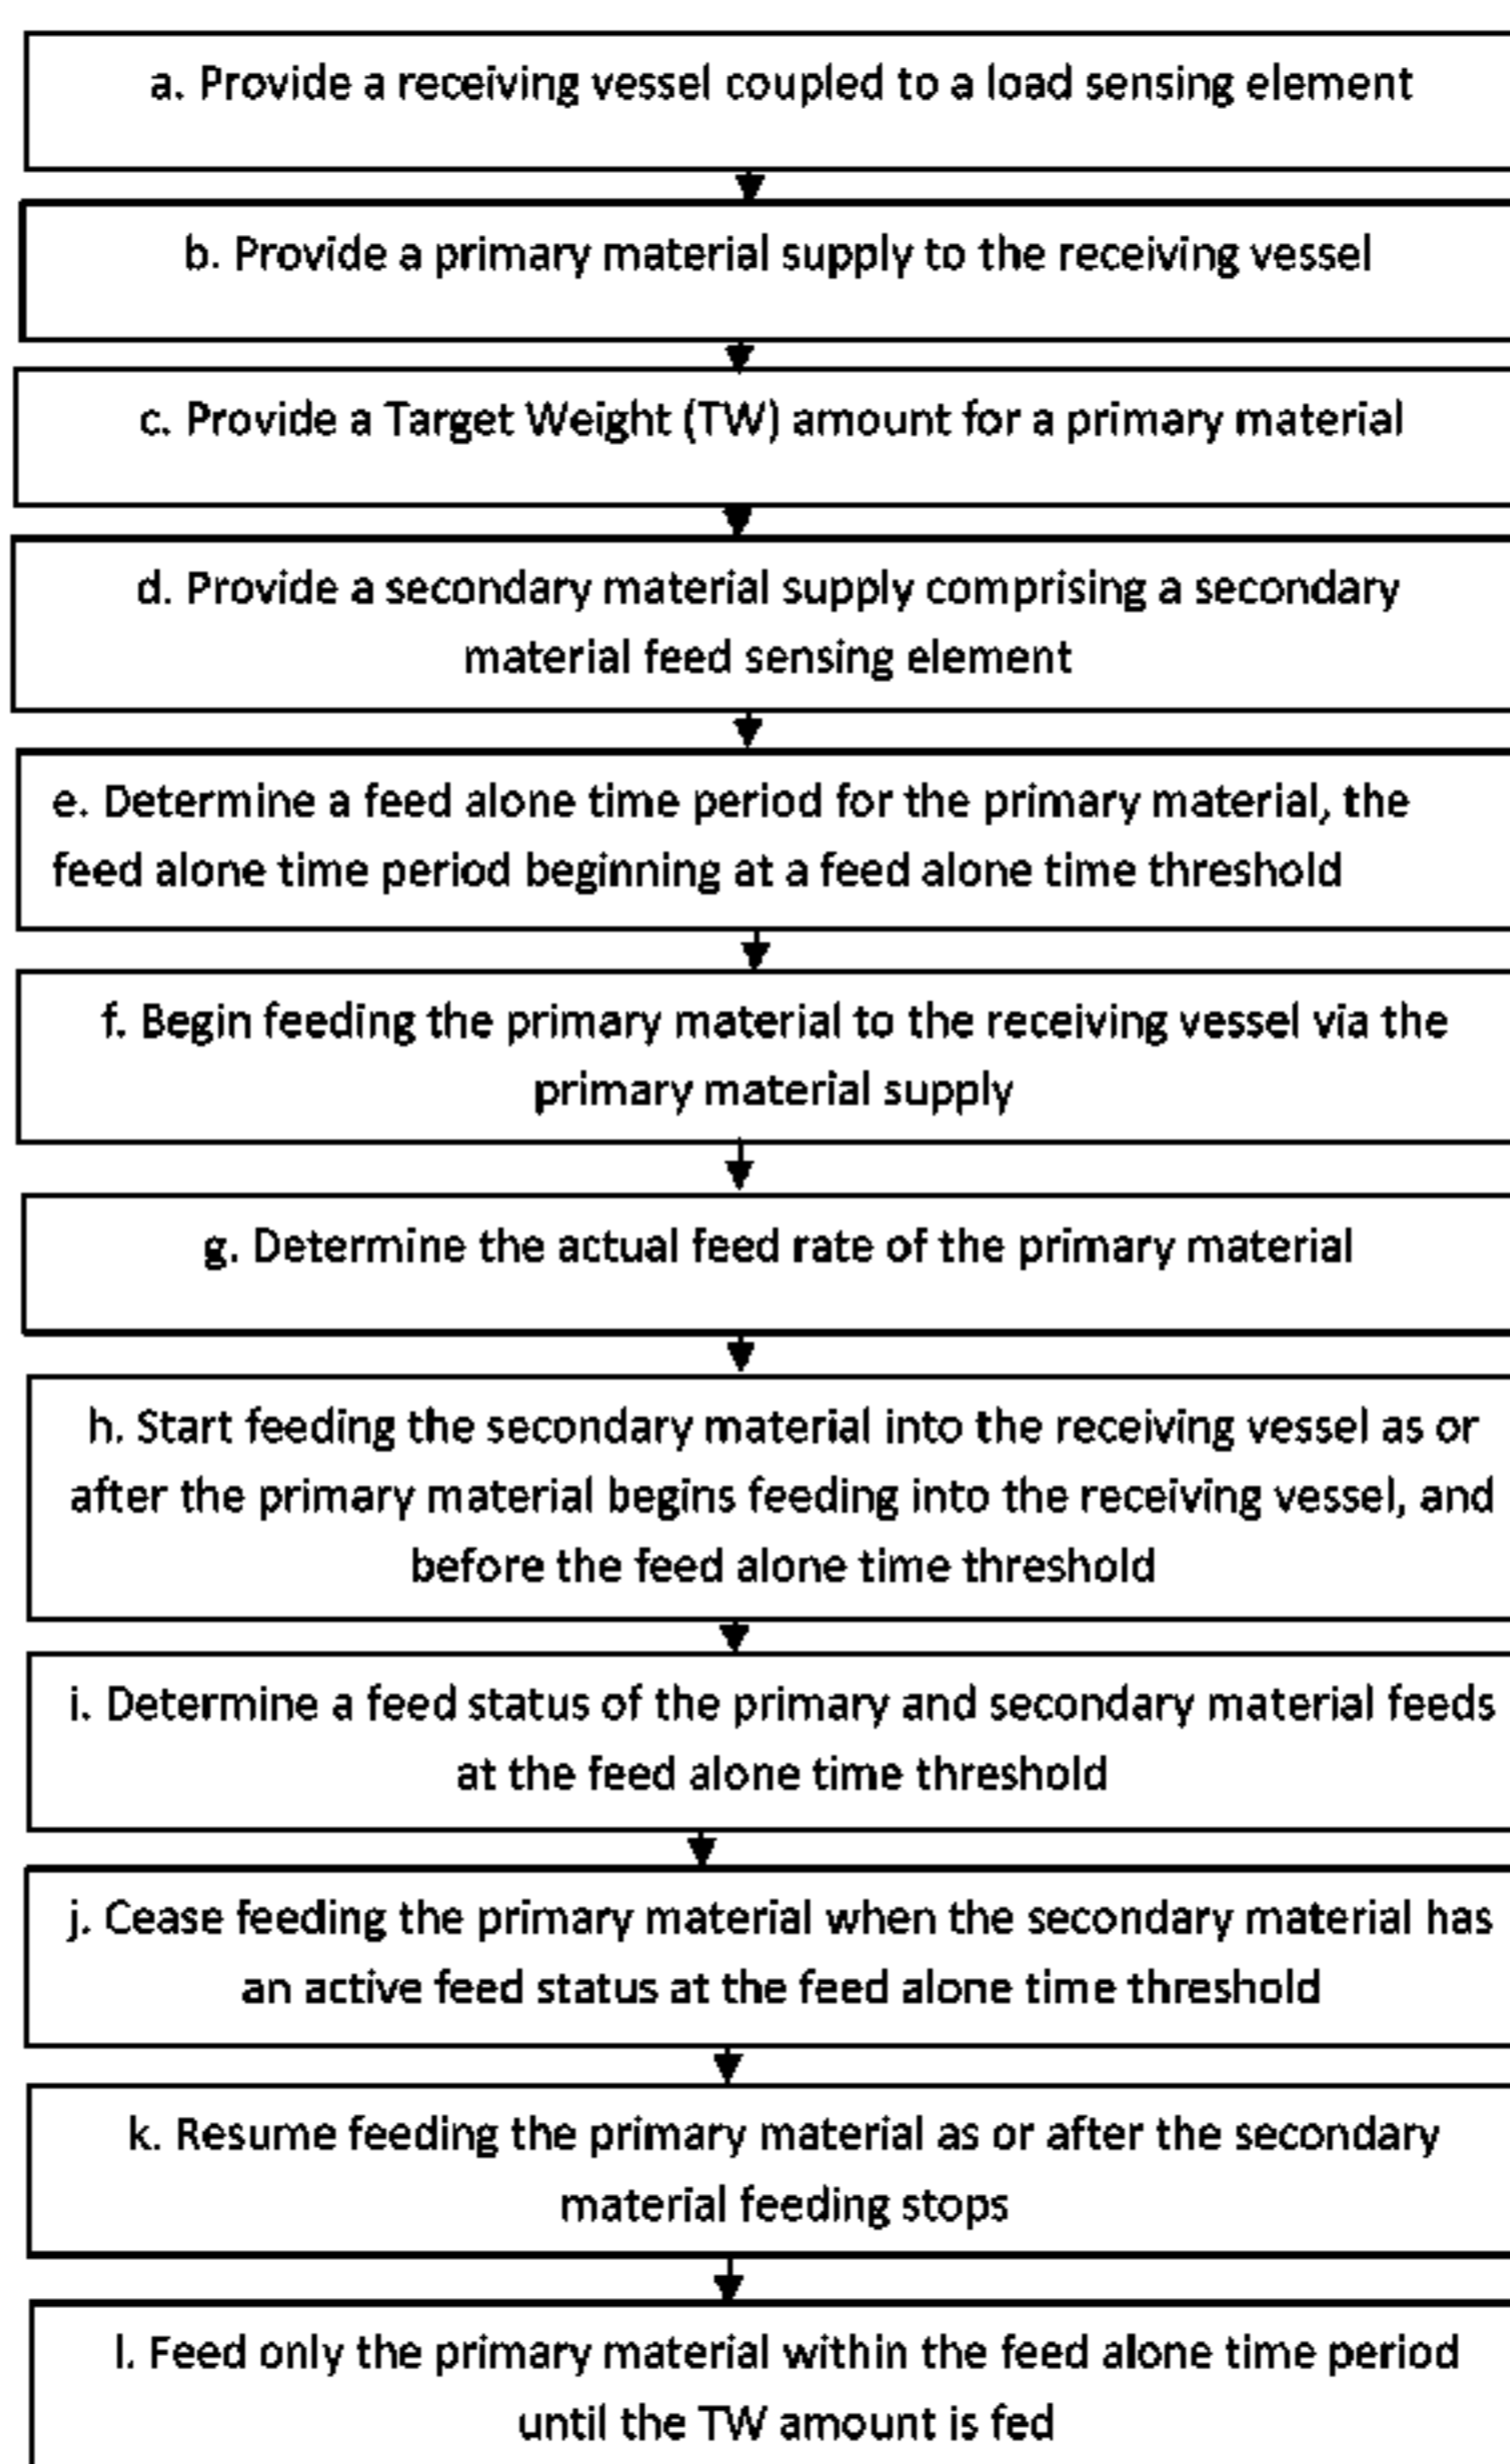 a. Provide a receiving vessel coupled to a load sensing element
b. Provide a primary material supply to the receiving vessel
c. Provide a Target Weight (TW) amount for a primary material
d. Provide a secondary material supply comprising a secondary
material feed sensing element
e. Determine a feed alone time period for the primary material, the
feed alone time period beginning at a feed alone time threshold
f. Begin feeding the primary material to the receiving vessel via the
primary material supply
g. Determine the actual feed rate of the primary material
h. Start feeding the secondary material into the receiving vessel as or
after the primary material begins feeding into the receiving vessel, and
before the feed alone time threshold
i. Determine a feed status of the primary and secondary material feeds
at the feed alone time threshold
j. Cease feeding the primary material when the secondary material has
an active feed status at the feed alone time threshold
k. Resume feeding the primary material as or after the secondary
material feeding stops
l. Feed only the primary material within the feed alone time period
until the TW amount is fed